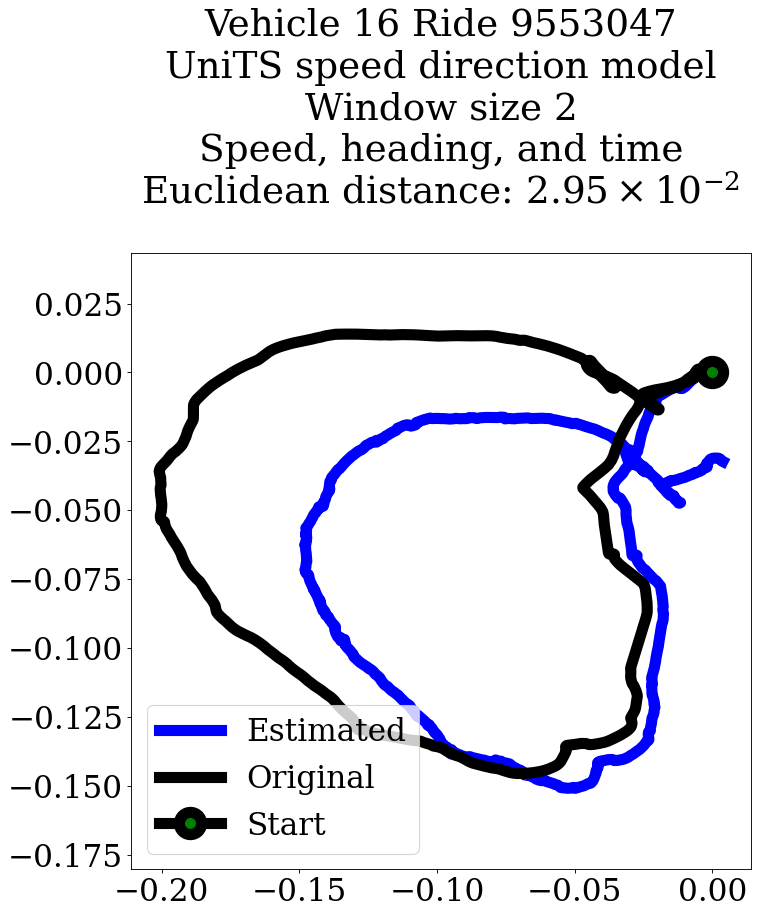 Vehicle 16 Ride 9553047
UniTS speed direction model
Window size 2
Speed, heading, and time
Euclidean distance: 2.95 × 10⁻²
0.025
0.000
−0.025
−0.050
−0.075
−0.100
−0.125
−0.150
−0.175
Estimated
Original
Start
−0.20 −0.15 −0.10 −0.05 0.00